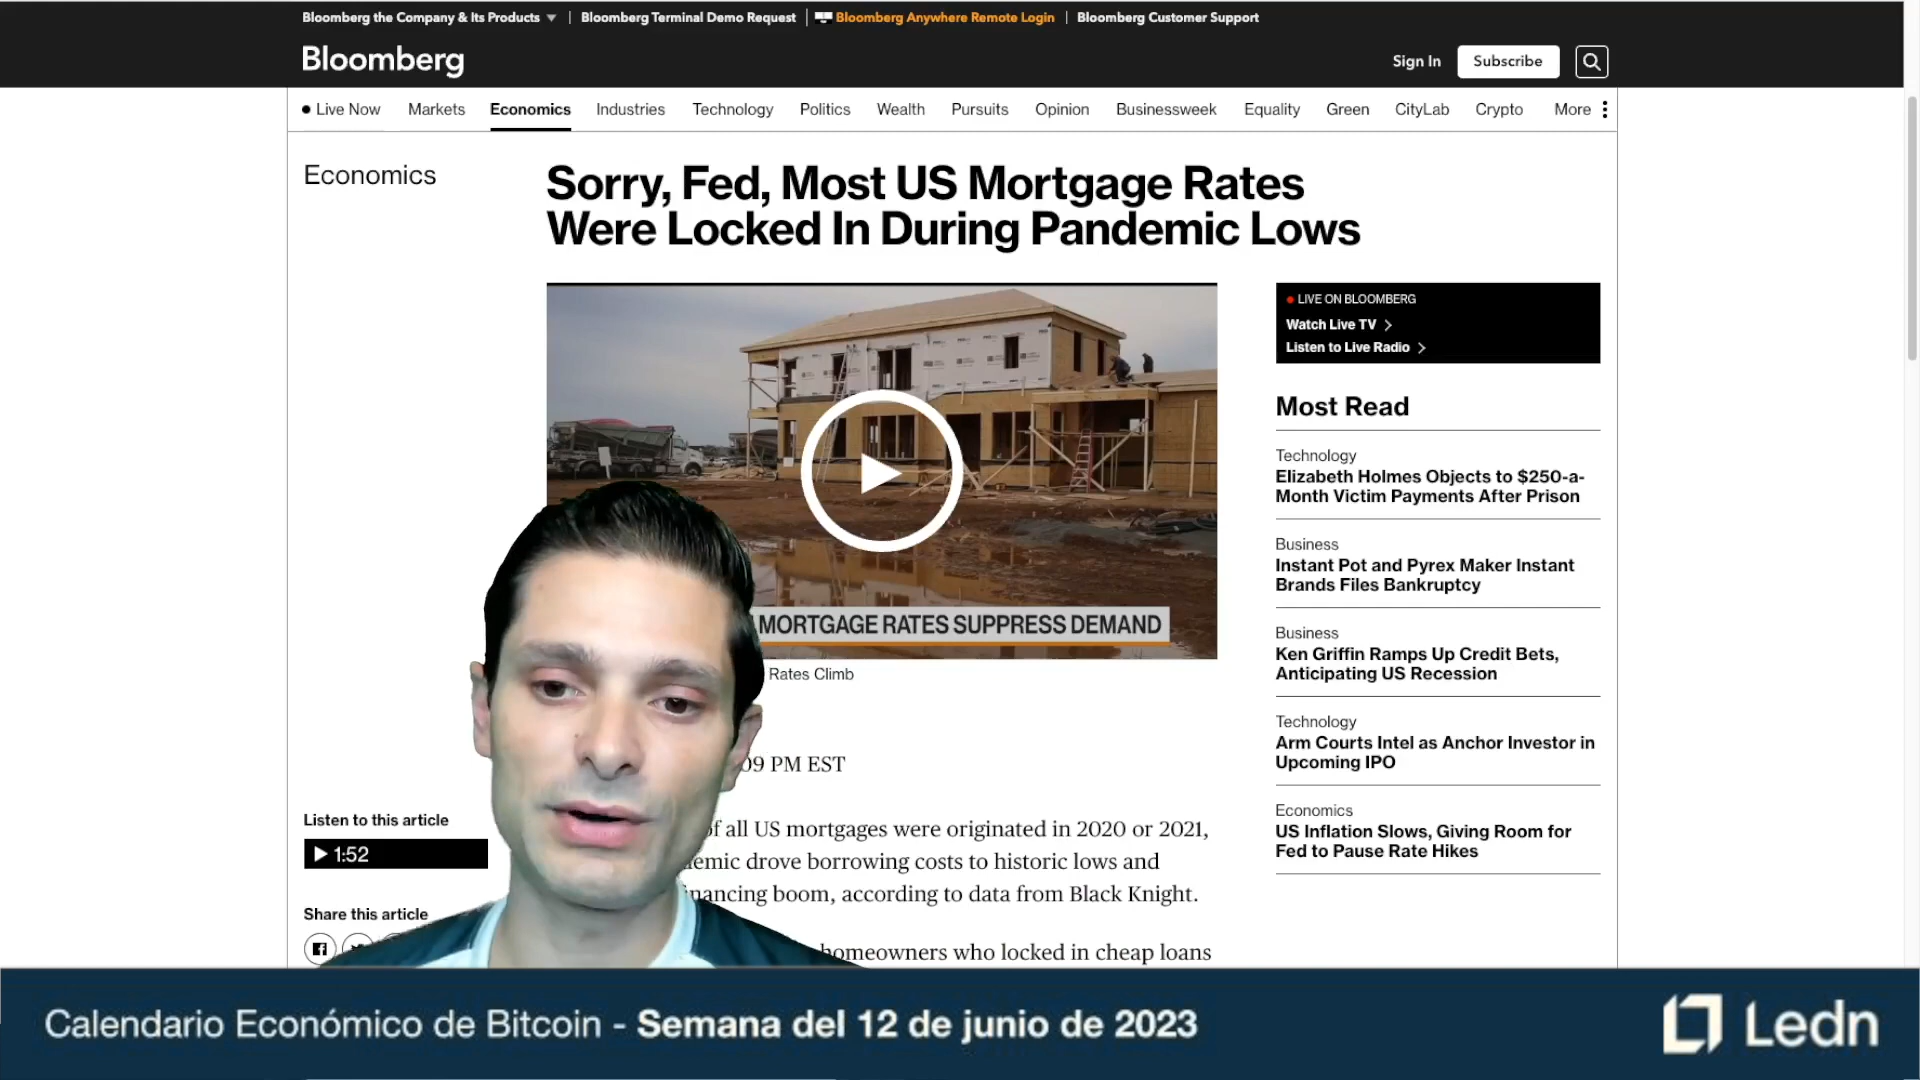 Bloomberg the Company & Its Products
Bloomberg Terminal Demo Request
Bloomberg Anywhere Remote Login
Bloomberg Customer Support
Bloomberg
Sign In
Subscribe
Live Now
Markets
Economics
Industries
Technology
Politics
Wealth
Pursuits
Opinion
Businessweek
Equality
Green
CityLab
Crypto
More
Economics
Sorry, Fed, Most US Mortgage Rates
Were Locked In During Pandemic Lows
MORTGAGE RATES SUPPRESS DEMAND
Rates Climb
09 PM EST
of all US mortgages were originated in 2020 or 2021,
drove borrowing costs to historic lows and
boom, according to data from Black Knight.
homeowners who locked in cheap loans
Listen to this article
1:52
Share this article
LIVE ON BLOOMBERG
Watch Live TV
Listen to Live Radio
Most Read
Technology
Elizabeth Holmes Objects to $250-a-
Month Victim Payments After Prison
Business
Instant Pot and Pyrex Maker Instant
Brands Files Bankruptcy
Business
Ken Griffin Ramps Up Credit Bets,
Anticipating US Recession
Technology
Arm Courts Intel as Anchor Investor in
Upcoming IPO
Economics
US Inflation Slows, Giving Room for
Fed to Pause Rate Hikes
Calendario Económico de Bitcoin - Semana del 12 de junio de 2023
Ledn